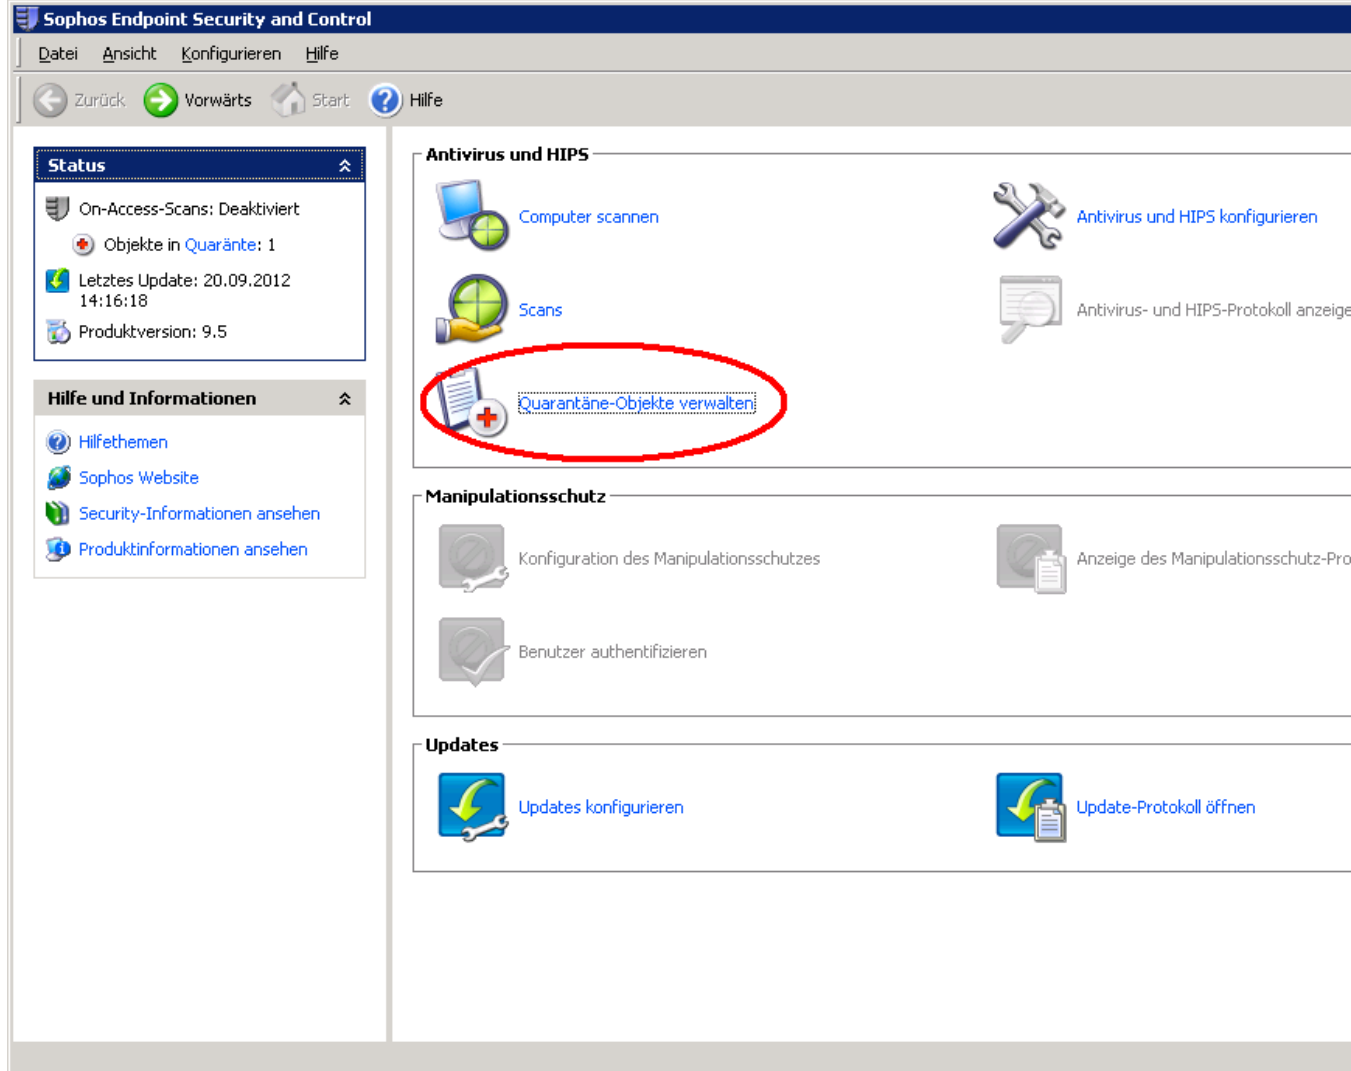 Sophos Endpoint Security and Control
Datei Ansicht Konfigurieren Hilfe
Zurück Vorwärts Start Hilfe
Status
On-Access-Scans: Deaktiviert
Objekte in Quaränte: 1
Letztes Update: 20.09.2012
14:16:18
Produktversion: 9.5
Hilfe und Informationen
Hilfethemen
Sophos Website
Security-Informationen ansehen
Produktinformationen ansehen
Antivirus und HIPS
Computer scannen
Antivirus und HIPS konfigurieren
Scans
Antivirus- und HIPS-Protokoll anzeige
Quarantäne-Objekte verwalten
Manipulationsschutz
Konfiguration des Manipulationsschutzes
Anzeige des Manipulationsschutz-Pro
Benutzer authentifizieren
Updates
Updates konfigurieren
Update-Protokoll öffnen